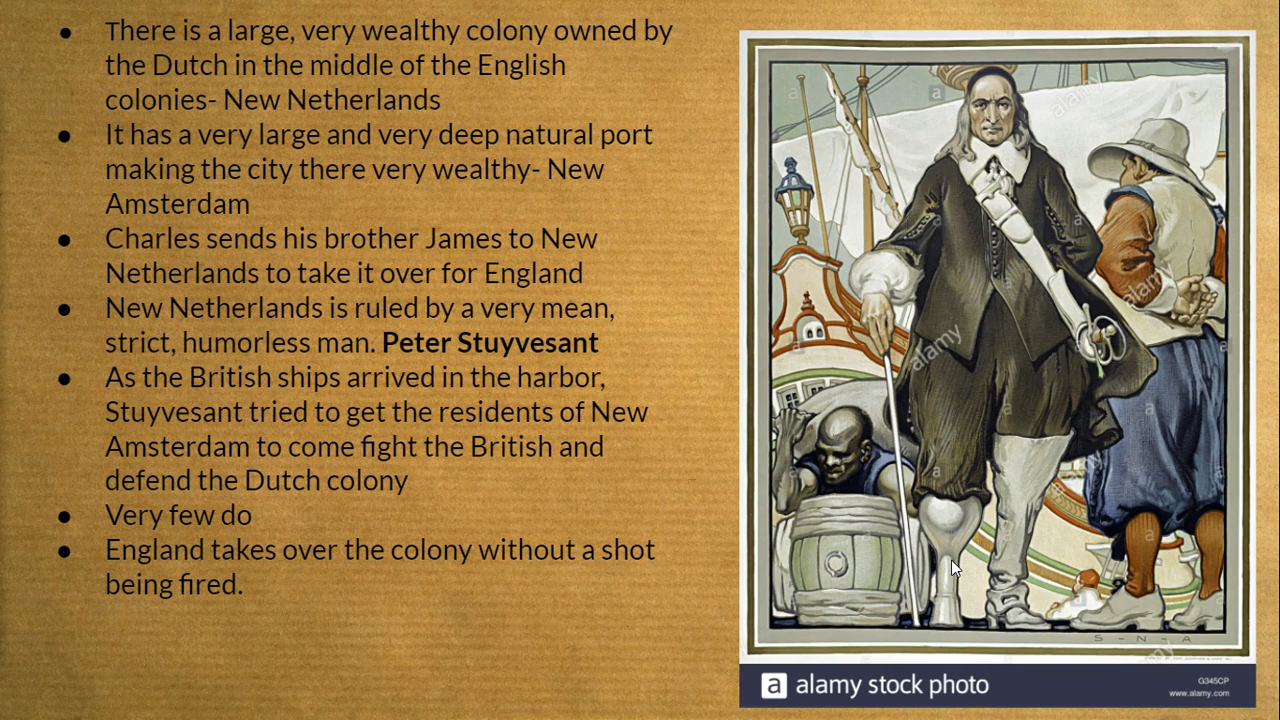 There is a large, very wealthy colony owned by
the Dutch in the middle of the English
colonies- New Netherlands
It has a very large and very deep natural port
making the city there very wealthy- New
Amsterdam
Charles sends his brother James to New
Netherlands to take it over for England
New Netherlands is ruled by a very mean,
strict, humorless man. Peter Stuyvesant
As the British ships arrived in the harbor,
Stuyvesant tried to get the residents of New
Amsterdam to come fight the British and
defend the Dutch colony
Very few do
England takes over the colony without a shot
being fired.
alamy
alamy
alamy
S - N - A
a alamy stock photo
G345CP
www.alamy.com